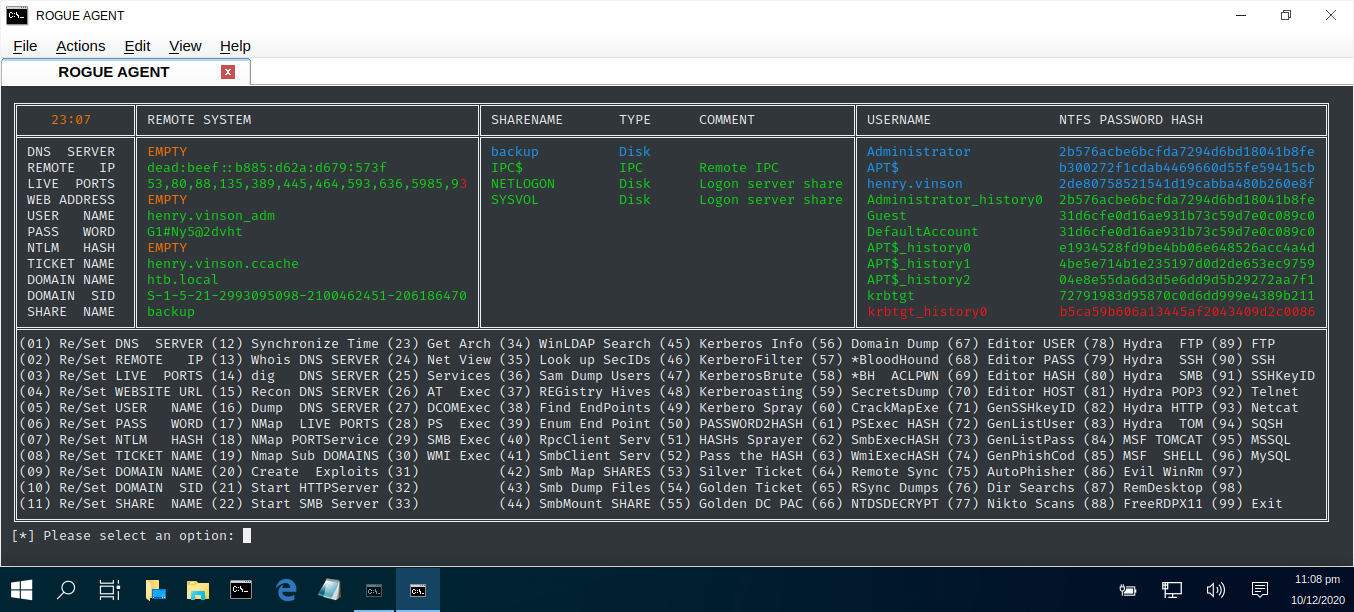 ROGUE AGENT
File Actions Edit View Help
ROGUE AGENT x
23:07 REMOTE SYSTEM SHARENAME TYPE COMMENT USERNAME NTFS PASSWORD HASH
DNS SERVER EMPTY backup Disk Administrator 2b576acbe6bcfda7294d6bd18041b8fe
REMOTE IP dead:beef::b885:d62a:d679:573f IPC$ IPC Remote IPC APT$ b300272f1cdab4469660d55fe59415cb
LIVE PORTS 53,80,88,135,389,445,464,593,636,5985,93 NETLOGON Disk Logon server share henry.vinson 2de80758521541d19cabba480b260e8f
WEB ADDRESS EMPTY SYSVOL Disk Logon server share Administrator_history0 2b576acbe6bcfda7294d6bd18041b8fe
USER NAME henry.vinson_adm Guest 31d6cfe0d16ae931b73c59d7e0c089c0
PASS WORD G1#Ny5@2dvht DefaultAccount 31d6cfe0d16ae931b73c59d7e0c089c0
NTLM HASH EMPTY APT$_history0 e1934528fd9be4bb06e648526acc4a4d
TICKET NAME henry.vinson.ccache APT$_history1 4be5e714b1e235197d0d2de653ec9759
DOMAIN NAME htb.local APT$_history2 04e8e55da6d3d5e6dd9d5b29272aa7f1
DOMAIN SID S-1-5-21-2993095098-2100462451-206186470 krbtgt 72791983d95870c0d6dd999e4389b211
SHARE NAME backup krbtgt_history0 b5ca59b606a13445af2043409d2c0086
(01) Re/Set DNS SERVER (12) Synchronize Time (23) Get Arch (34) WinLDAP Search (45) Kerberos Info (56) Domain Dump (67) Editor USER (78) Hydra FTP (89) FTP
(02) Re/Set REMOTE IP (13) Whois DNS SERVER (24) Net View (35) Look up SecIDs (46) KerberoFilter (57) *BloodHound (68) Editor PASS (79) Hydra SSH (90) SSH
(03) Re/Set LIVE PORTS (14) dig DNS SERVER (25) Services (36) Sam Dump Users (47) KerberosBrute (58) *BH ACLPWN (69) Editor HASH (80) Hydra SMB (91) SSHKeyID
(04) Re/Set WEBSITE URL (15) Recon DNS SERVER (26) AT Exec (37) REGistry Hives (48) Kerberoasting (59) SecretsDump (70) Editor HOST (81) Hydra POP3 (92) Telnet
(05) Re/Set USER NAME (16) Dump DNS SERVER (27) DCOMExec (38) Find EndPoints (49) Kerbero Spray (60) CrackMapExe (71) GenSSHkeyID (82) Hydra HTTP (93) Netcat
(06) Re/Set PASS WORD (17) NMap LIVE PORTS (28) PS Exec (39) Enum End Point (50) PASSWORD2HASH (61) PSExec HASH (72) GenListUser (83) Hydra TOM (94) SQSH
(07) Re/Set NTLM HASH (18) NMap PORTService (29) SMB Exec (40) RpcClient Serv (51) HASHs Sprayer (62) SmbExecHASH (73) GenListPass (84) MSF TOMCAT (95) MSSQL
(08) Re/Set TICKET NAME (19) Nmap Sub DOMAINS (30) WMI Exec (41) SmbClient Serv (52) Pass the HASH (63) WmiExecHASH (74) GenPhishCod (85) MSF SHELL (96) MySQL
(09) Re/Set DOMAIN NAME (20) Create Exploits (31) (42) Smb Map SHARES (53) Silver Ticket (64) Remote Sync (75) AutoPhisher (86) Evil WinRm (97)
(10) Re/Set DOMAIN SID (21) Start HTTPServer (32) (43) Smb Dump Files (54) Golden Ticket (65) RSync Dumps (76) Dir Searchs (87) RemDesktop (98)
(11) Re/Set SHARE NAME (22) Start SMB Server (33) (44) SmbMount SHARE (55) Golden DC PAC (66) NTDSDECRYPT (77) Nikto Scans (88) FreeRDPX11 (99) Exit
[*] Please select an option:
11:08 pm
10/12/2020